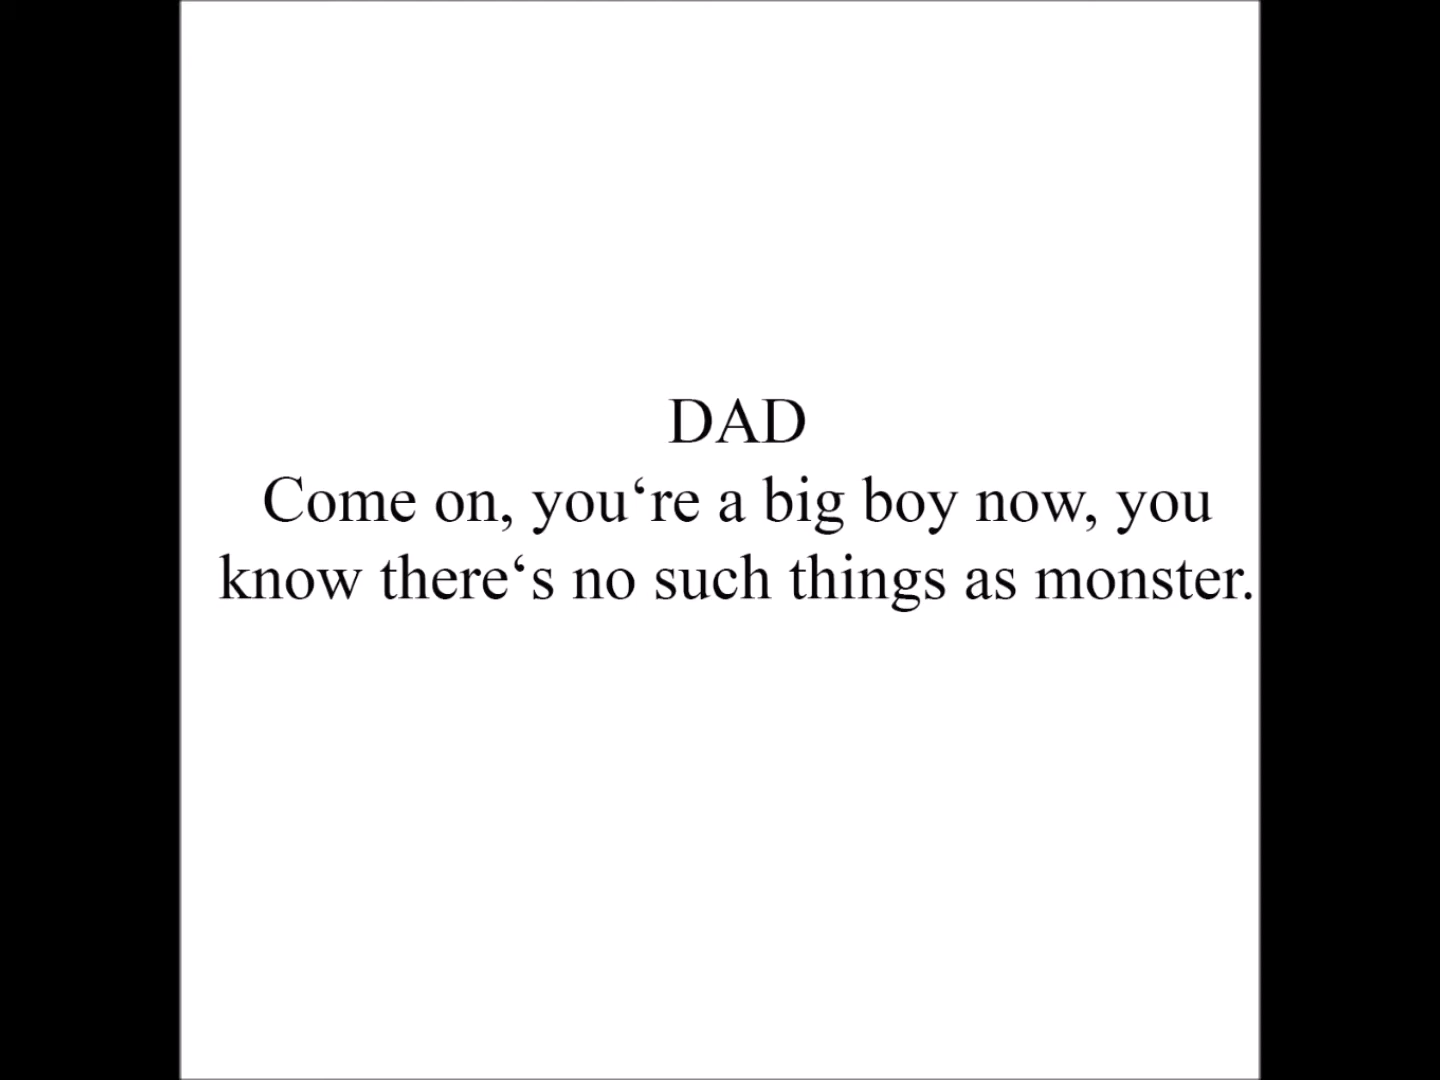 DAD
Come on, you‘re a big boy now, you
know there‘s no such things as monster.